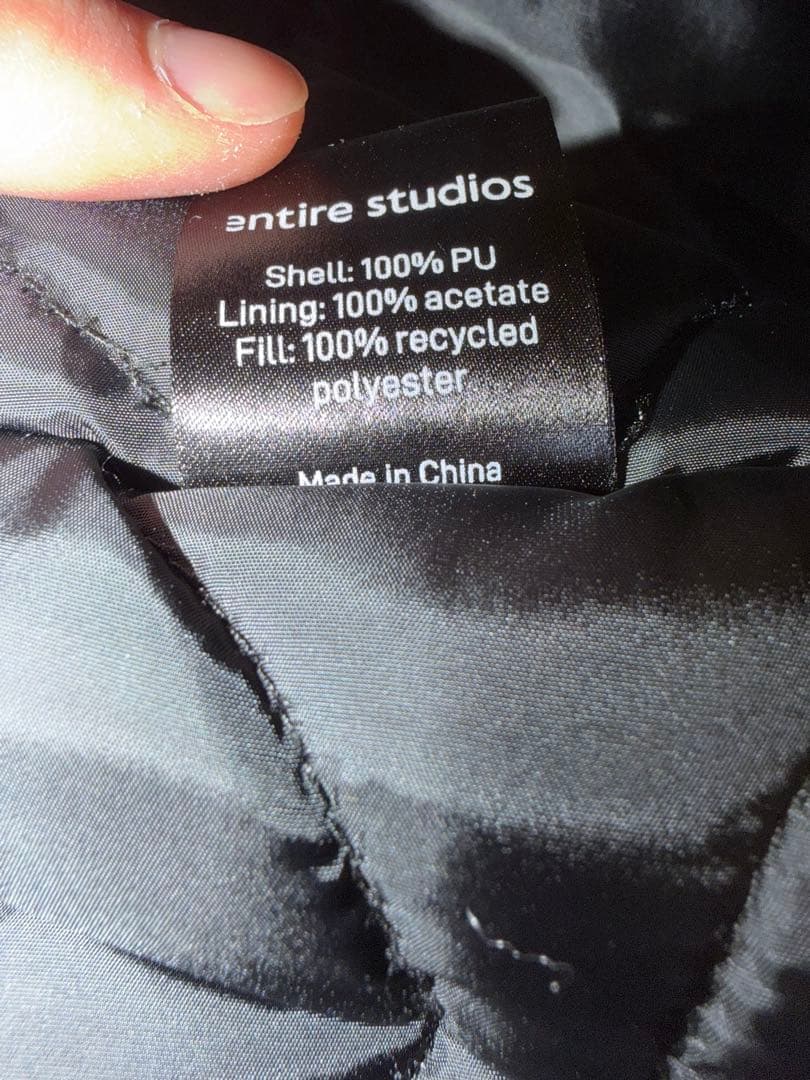 entire studios
Shell: 100% PU
Lining: 100% acetate
Fill: 100% recycled
polyester
Made in China